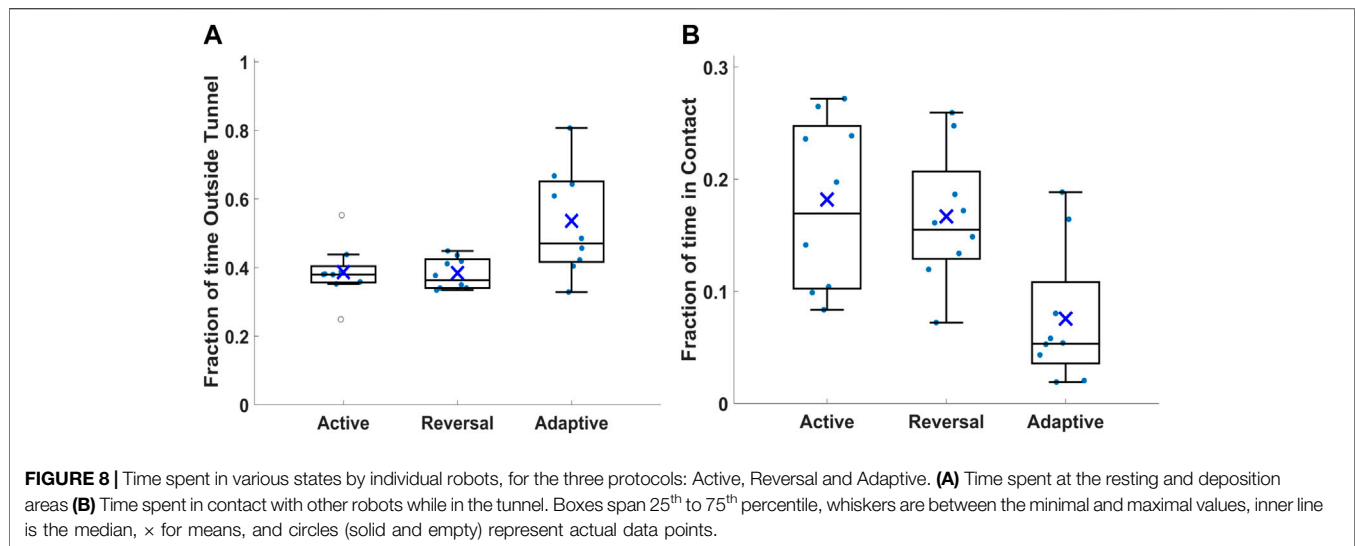 A
1
0.8
0.6
0.4
0.2
0
Fraction of time Outside Tunnel
Active Reversal Adaptive
B
0.3
0.2
0.1
0
Fraction of time in Contact
Active Reversal Adaptive
FIGURE 8 | Time spent in various states by individual robots, for the three protocols: Active, Reversal and Adaptive. (A) Time spent at the resting and deposition
areas (B) Time spent in contact with other robots while in the tunnel. Boxes span 25th to 75th percentile, whiskers are between the minimal and maximal values, inner line
is the median, × for means, and circles (solid and empty) represent actual data points.